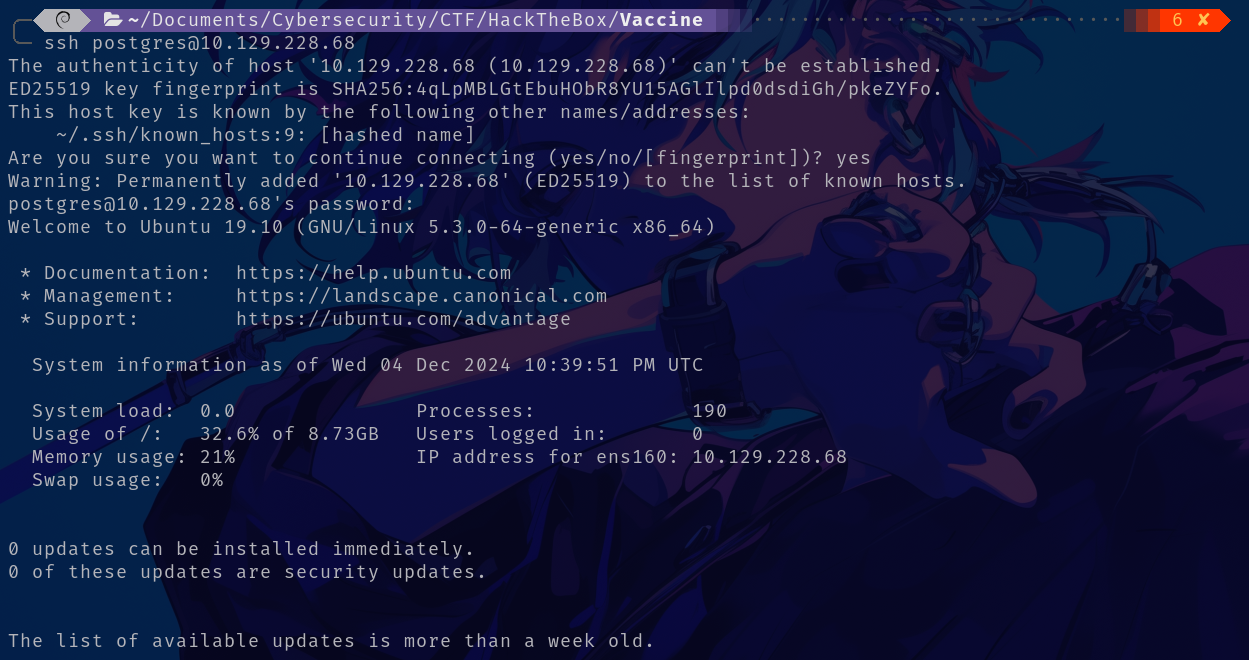 ~/Documents/Cybersecurity/CTF/HackTheBox/Vaccine 6 ✘
ssh postgres@10.129.228.68
The authenticity of host '10.129.228.68 (10.129.228.68)' can't be established.
ED25519 key fingerprint is SHA256:4qLpMBLGtEbuHObR8YU15AGlIlpd0dsdiGh/pkeZYFo.
This host key is known by the following other names/addresses:
    ~/.ssh/known_hosts:9: [hashed name]
Are you sure you want to continue connecting (yes/no/[fingerprint])? yes
Warning: Permanently added '10.129.228.68' (ED25519) to the list of known hosts.
postgres@10.129.228.68's password:
Welcome to Ubuntu 19.10 (GNU/Linux 5.3.0-64-generic x86_64)
 * Documentation:  https://help.ubuntu.com
 * Management:     https://landscape.canonical.com
 * Support:        https://ubuntu.com/advantage
  System information as of Wed 04 Dec 2024 10:39:51 PM UTC
  System load:  0.0               Processes:             190
  Usage of /:   32.6% of 8.73GB   Users logged in:       0
  Memory usage: 21%               IP address for ens160: 10.129.228.68
  Swap usage:   0%
0 updates can be installed immediately.
0 of these updates are security updates.
The list of available updates is more than a week old.